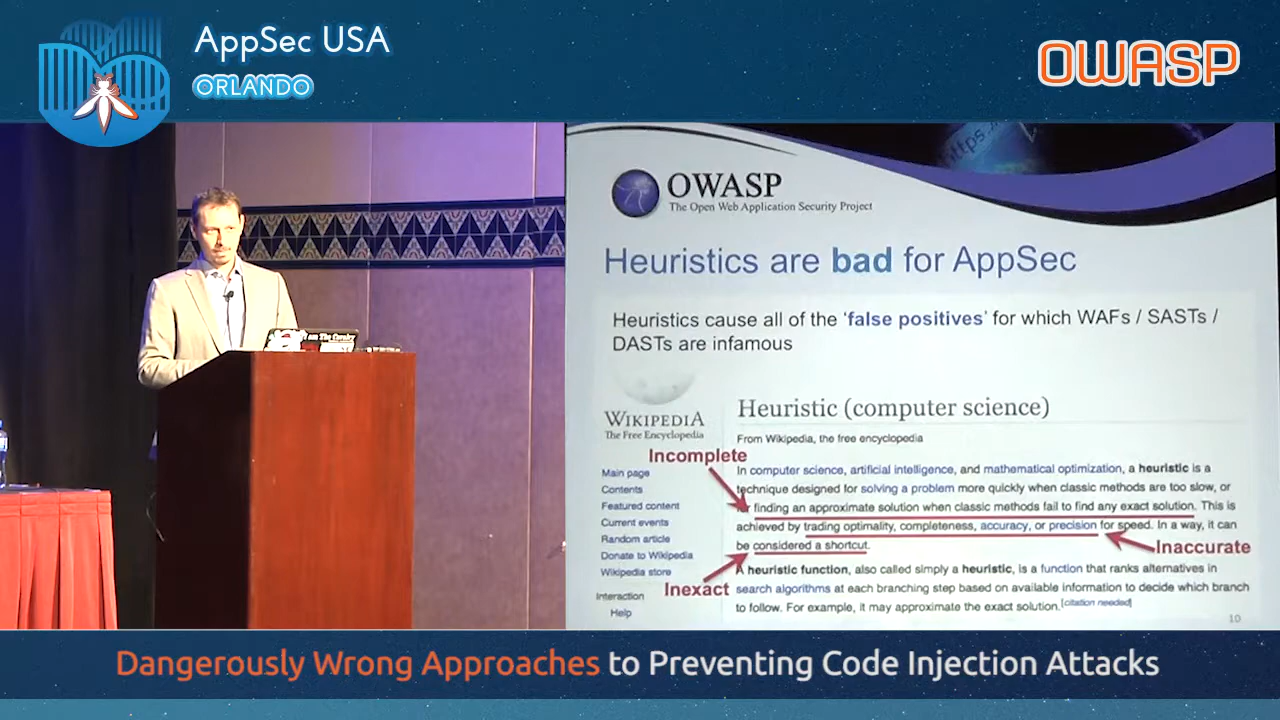 AppSec USA
ORLANDO
OWASP
https:/
OWASP
The Open Web Application Security Project
Heuristics are bad for AppSec
Heuristics cause all of the 'false positives' for which WAFs / SASTs /
DASTs are infamous
WIKIPEDIA
The Free Encyclopedia
Main page
Contents
Featured content
Current events
Random article
Donate to Wikipedia
Wikipedia store
Interaction
Help
Heuristic (computer science)
From Wikipedia, the free encyclopedia
Incomplete
In computer science, artificial intelligence, and mathematical optimization, a heuristic is a
technique designed for solving a problem more quickly when classic methods are too slow, or
for finding an approximate solution when classic methods fail to find any exact solution. This is
achieved by trading optimality, completeness, accuracy, or precision for speed. In a way, it can
be considered a shortcut.
Inaccurate
A heuristic function, also called simply a heuristic, is a function that ranks alternatives in
Inexact
search algorithms at each branching step based on available information to decide which branch
to follow. For example, it may approximate the exact solution.[citation needed]
10
Dangerously Wrong Approaches to Preventing Code Injection Attacks